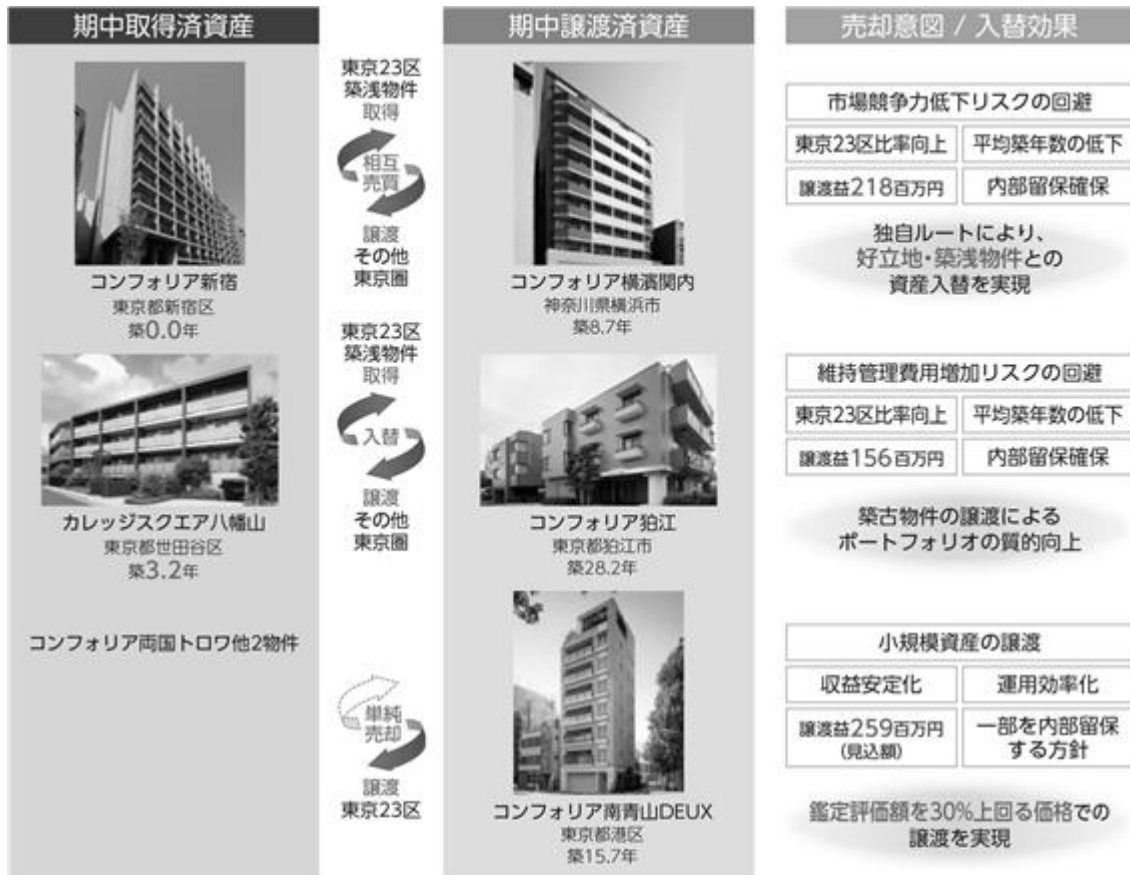 期中取得済資産
期中譲渡済資産
売却意図 / 入替効果
コンフォリア新宿
東京都新宿区
築0.0年
東京23区
築浅物件
取得
相互
売買
譲渡
その他
東京圏
コンフォリア横濱関内
神奈川県横浜市
築8.7年
市場競争力低下リスクの回避
東京23区比率向上
平均築年数の低下
譲渡益218百万円
内部留保確保
独自ルートにより、
好立地・築浅物件との
資産入替を実現
カレッジスクエア八幡山
東京都世田谷区
築3.2年
東京23区
築浅物件
取得
入替
譲渡
その他
東京圏
コンフォリア狛江
東京都狛江市
築28.2年
維持管理費用増加リスクの回避
東京23区比率向上
平均築年数の低下
譲渡益156百万円
内部留保確保
築古物件の譲渡による
ポートフォリオの質的向上
コンフォリア両国トロワ他2物件
単純
売却
譲渡
東京23区
コンフォリア南青山DEUX
東京都港区
築15.7年
小規模資産の譲渡
収益安定化
運用効率化
譲渡益259百万円
(見込額)
一部を内部留保
する方針
鑑定評価額を30%上回る価格での
譲渡を実現